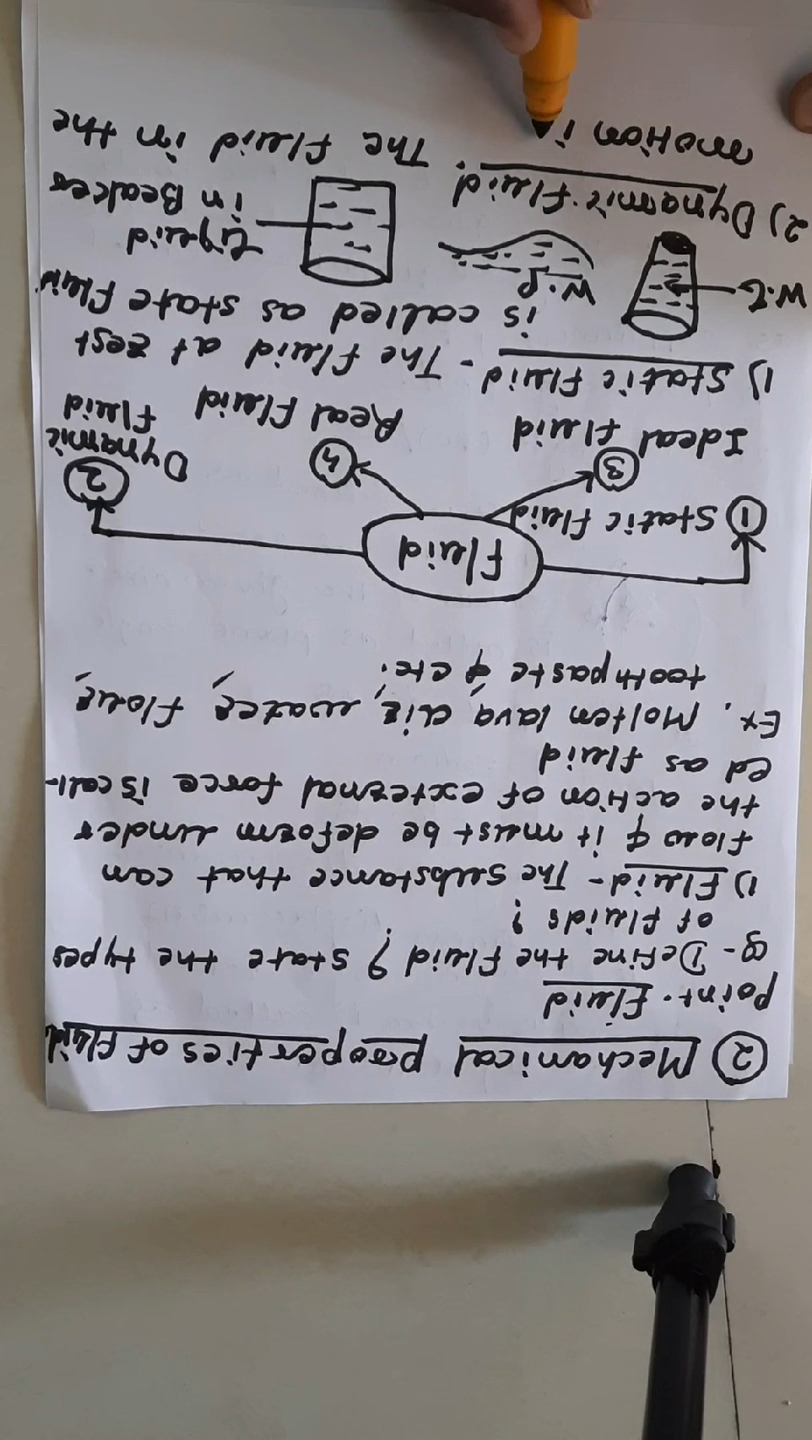 ② Mechanical properties of Fluid
Point. Fluid
Q- Define the Fluid? State the types
of Fluids?
1) Fluid - The substance that can
flow & it must be deform under
the action of external force is call-
ed as fluid
Ex. Molten lava, air, water, flour,
toothpaste & etc.
Fluid
① Static Fluid
③ Ideal fluid
④ Real Fluid
② Dynamic Fluid
1) Static Fluid - The Fluid at rest
is called as state Fluid
W.T
W.P
Liquid
in Beaker
2) Dynamic Fluid. The Fluid in the
motion i